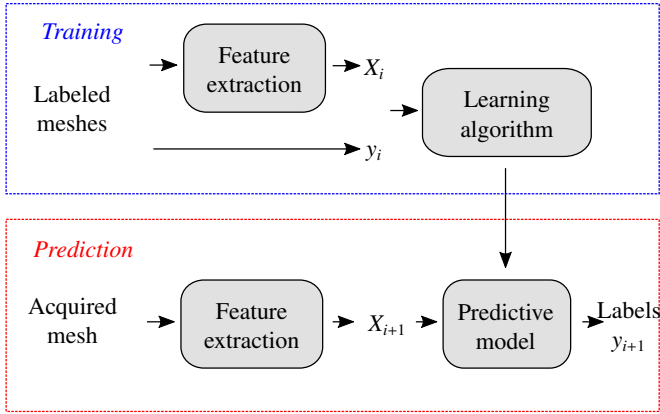 Training
Labeled
meshes
Feature
extraction
X_i
y_i
Learning
algorithm
Prediction
Acquired
mesh
Feature
extraction
X_{i+1}
Predictive
model
Labels
y_{i+1}